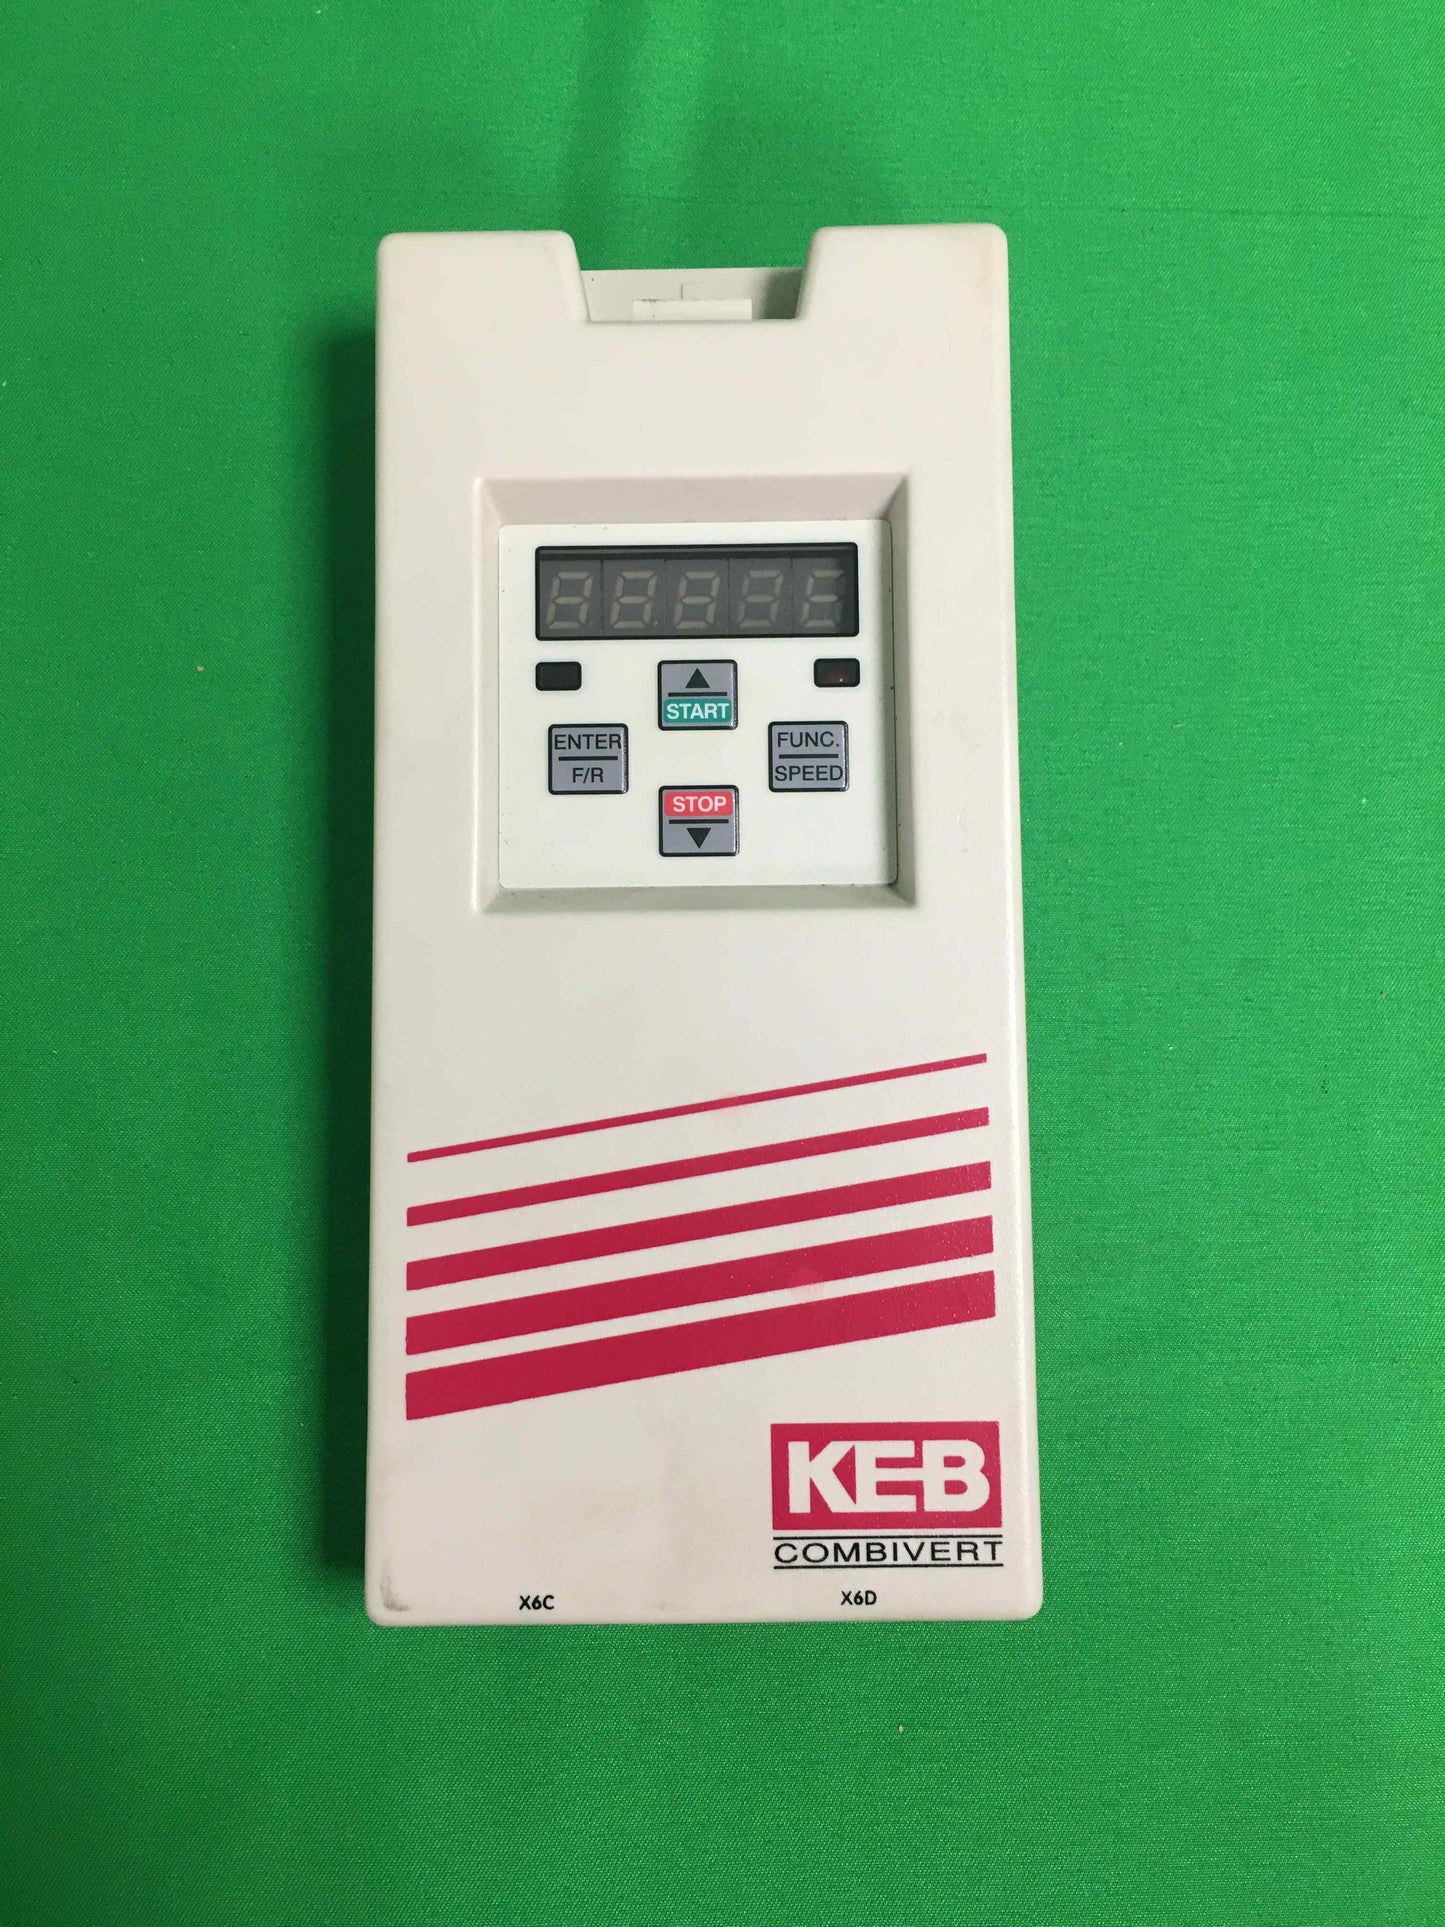 START
ENTER
F/R
FUNC.
SPEED
STOP
KEB
COMBIVERT
X6C X6D